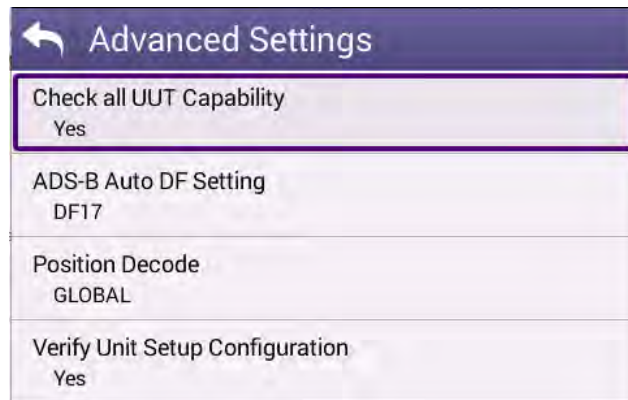 Advanced Settings
Check all UUT Capability
Yes
ADS-B Auto DF Setting
DF17
Position Decode
GLOBAL
Verify Unit Setup Configuration
Yes